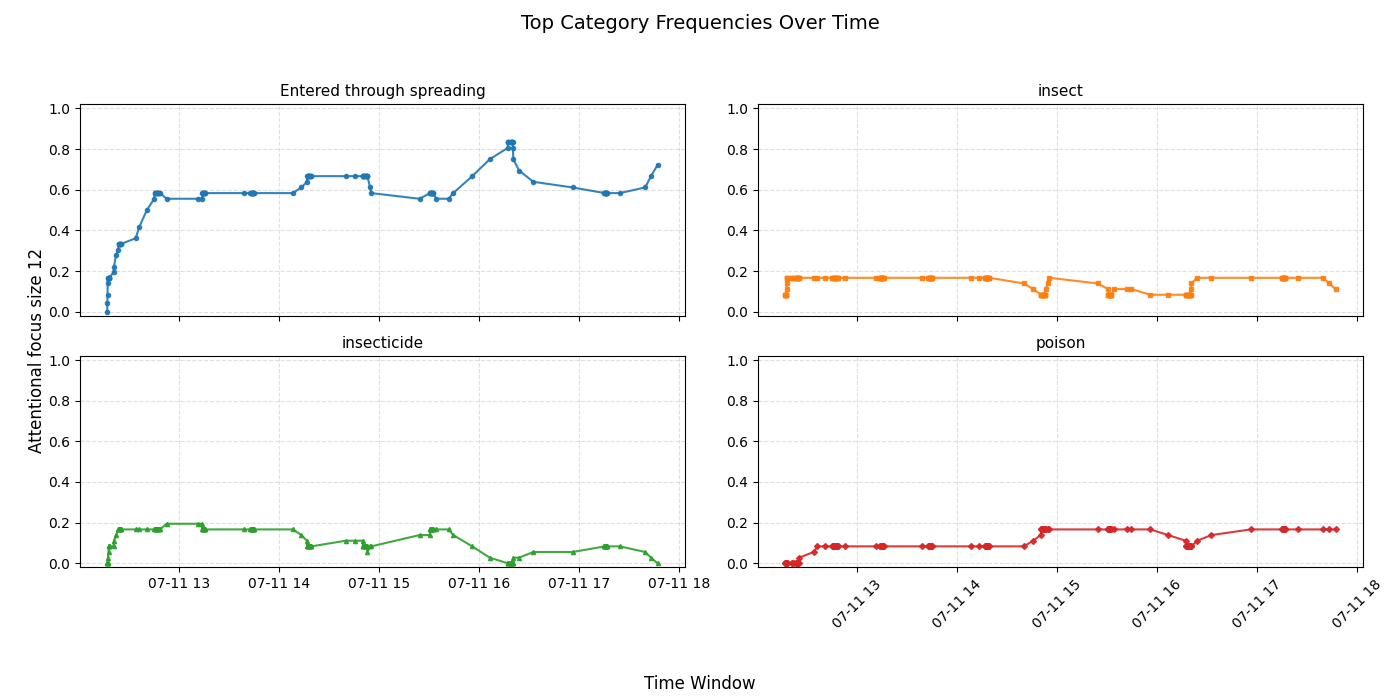 Top Category Frequencies Over Time
Entered through spreading
1.0
0.8
0.6
0.4
0.2
0.0
insect
1.0
0.8
0.6
0.4
0.2
0.0
Attentional focus size 12
insecticide
1.0
0.8
0.6
0.4
0.2
0.0
07-11 13 07-11 14 07-11 15 07-11 16 07-11 17 07-11 18
poison
1.0
0.8
0.6
0.4
0.2
0.0
07-11 13 07-11 14 07-11 15 07-11 16 07-11 17 07-11 18
Time Window